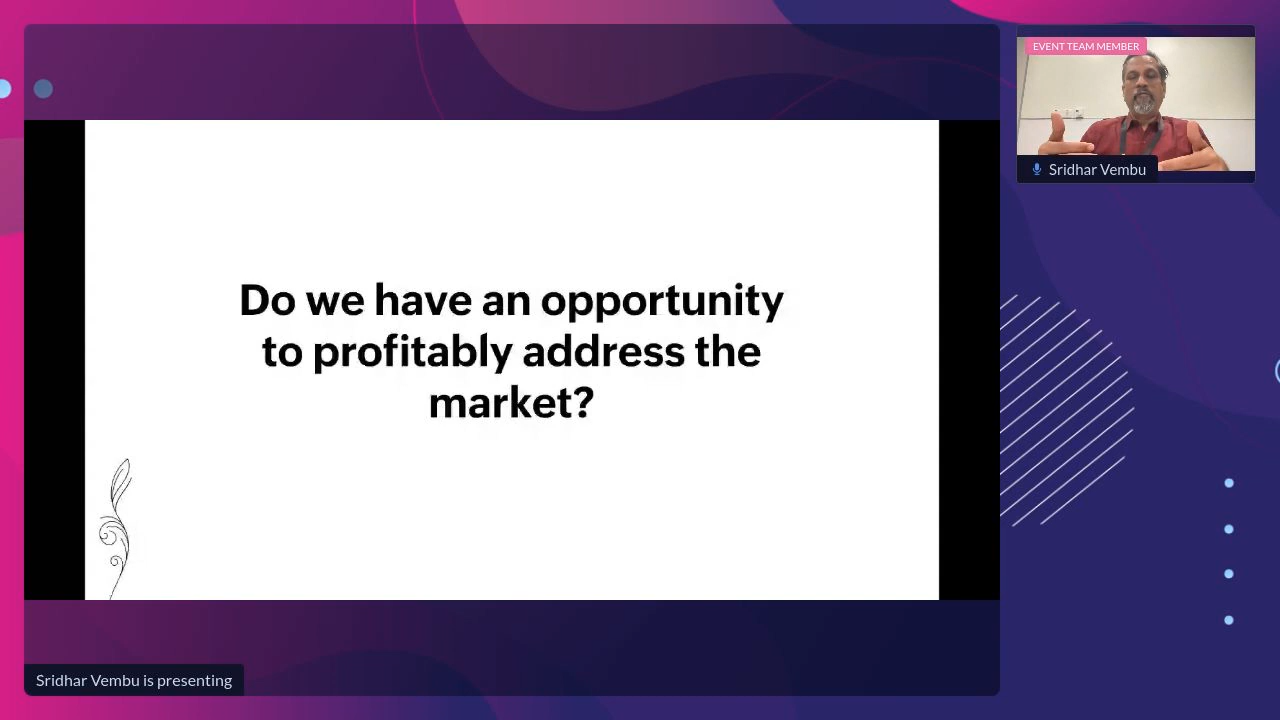 EVENT TEAM MEMBER
Sridhar Vembu
Do we have an opportunity
to profitably address the
market?
Sridhar Vembu is presenting